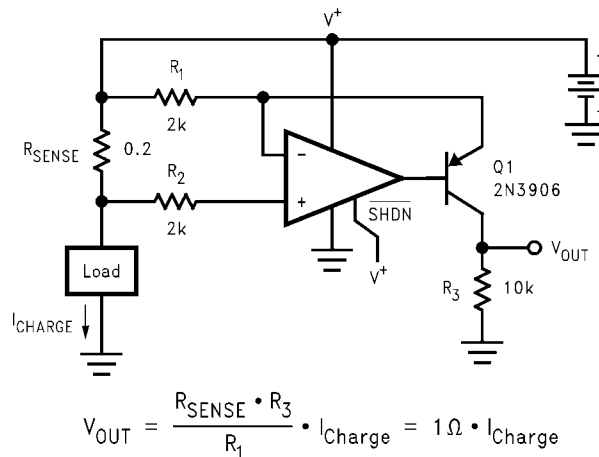 V+
R1
2k
RSENSE
0.2
R2
2k
−
+
SHDN
V+
Q1
2N3906
VOUT
R3
10k
Load
ICHARGE
+
−
VOUT = RSENSE • R3 / R1 • ICharge = 1Ω • ICharge